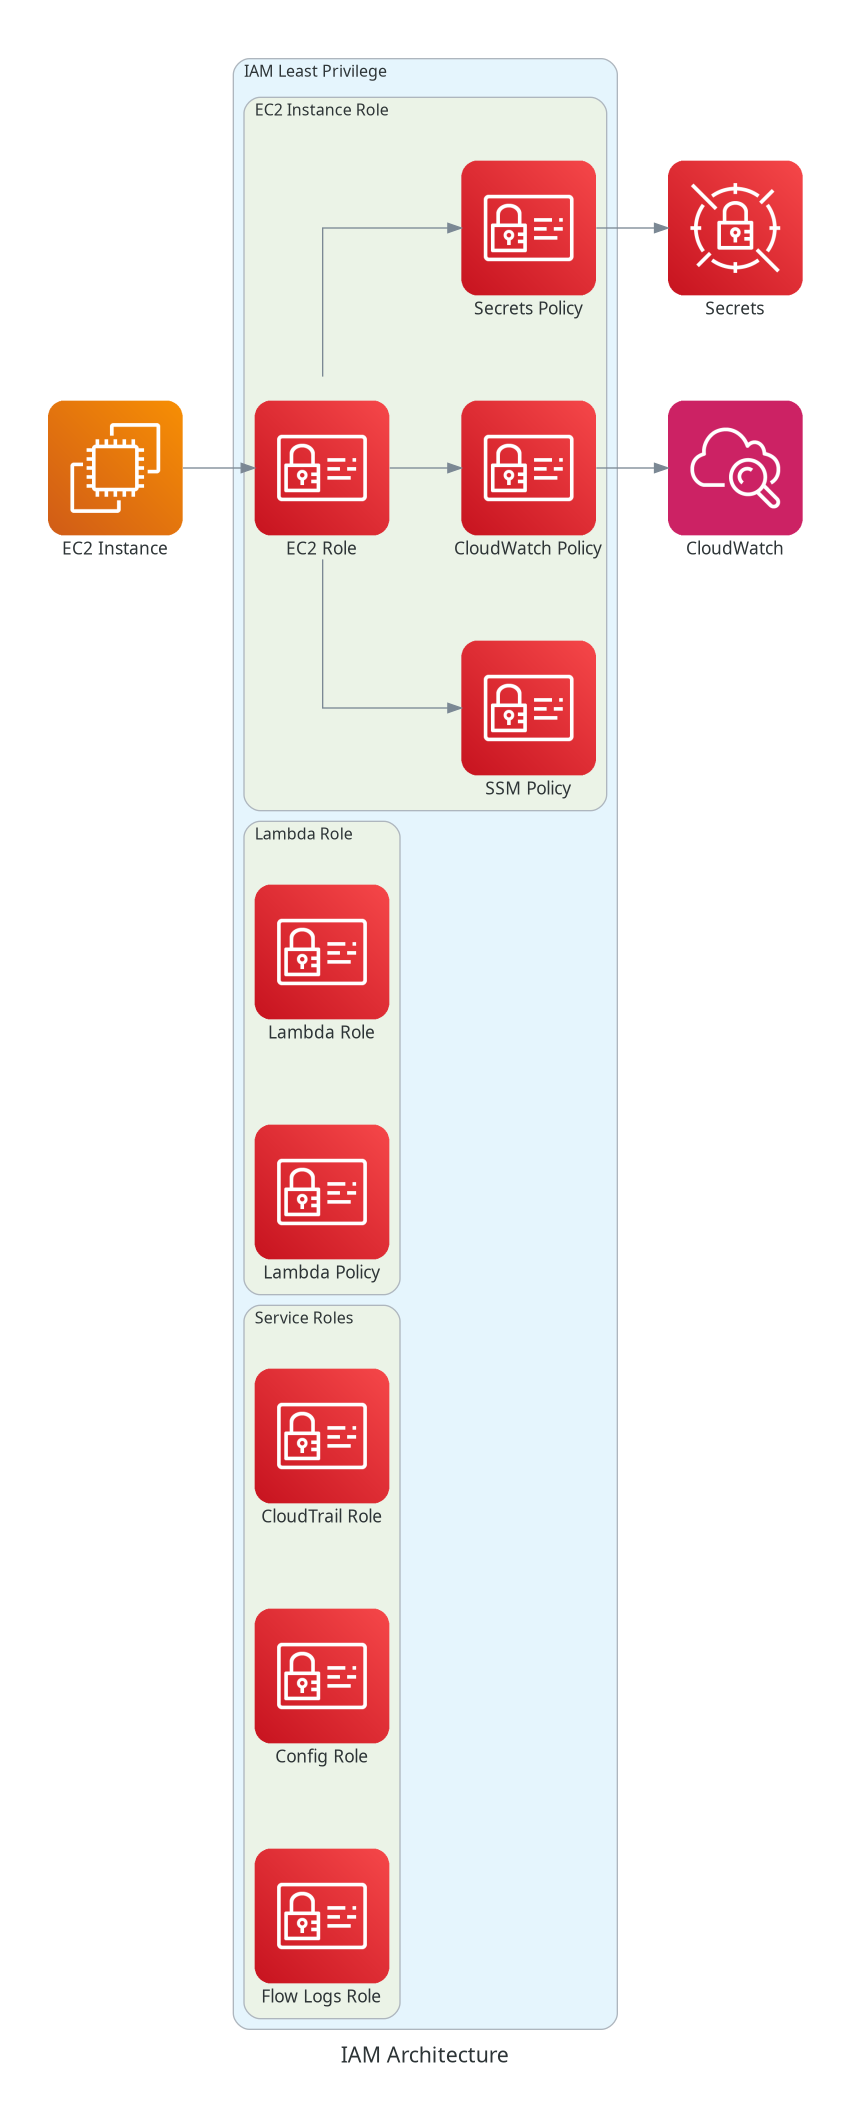 IAM Least Privilege
EC2 Instance Role
Secrets Policy
Secrets
EC2 Instance
EC2 Role
CloudWatch Policy
CloudWatch
SSM Policy
Lambda Role
Lambda Role
Lambda Policy
Service Roles
CloudTrail Role
Config Role
Flow Logs Role
IAM Architecture